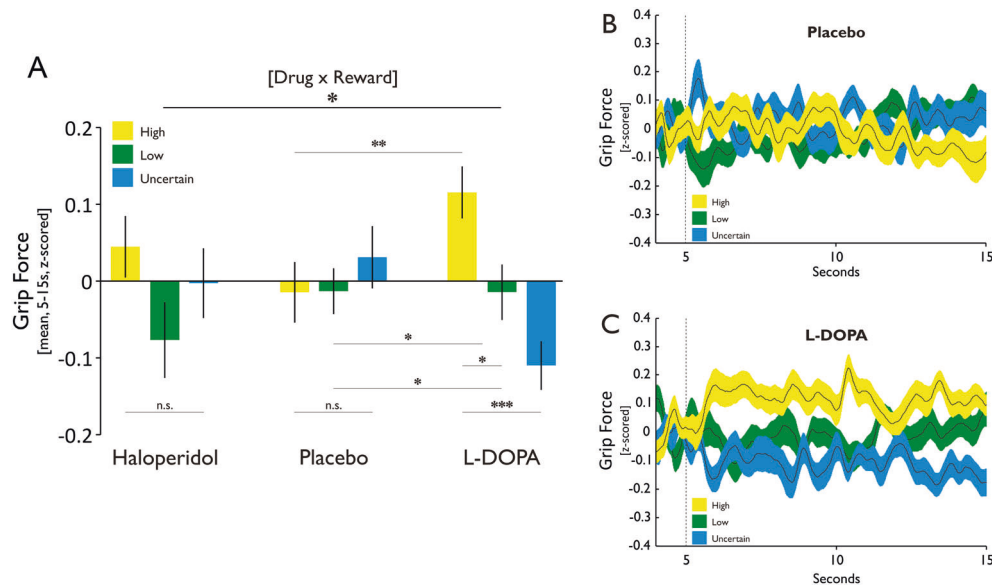 A
[Drug x Reward]
*
High
Low
Uncertain
**
0.2
0.1
0
-0.1
-0.2
Grip Force
[mean, 5-15s, z-scored]
*
*
*
n.s.
n.s.
***
Haloperidol
Placebo
L-DOPA
B
Placebo
0.4
0.3
0.2
0.1
0
-0.1
-0.2
-0.3
-0.4
Grip Force
[z-scored]
High
Low
Uncertain
5
10
15
Seconds
C
L-DOPA
0.4
0.3
0.2
0.1
0
0.1
-0.2
-0.3
0.4
Grip Force
[z-scored]
High
Low
Uncertain
5
10
15
Seconds